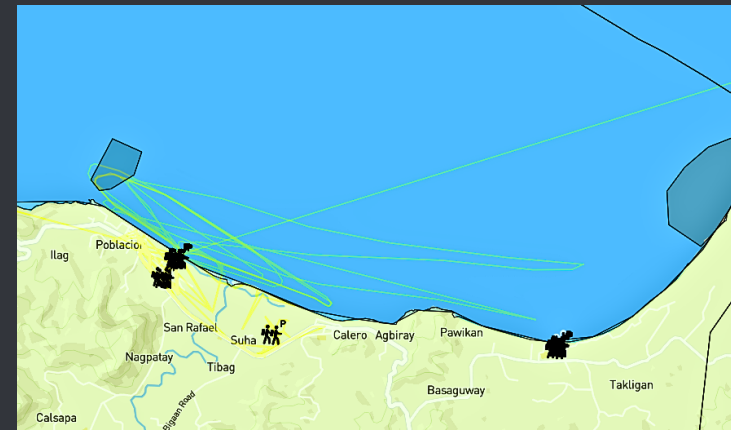 Ilag
Poblacion
San Rafael
Suha
Nagpatay
Tibag
Calero
Agbiray
Pawikan
Basaguway
Takligan
Calsapa
Bigaan Road
P